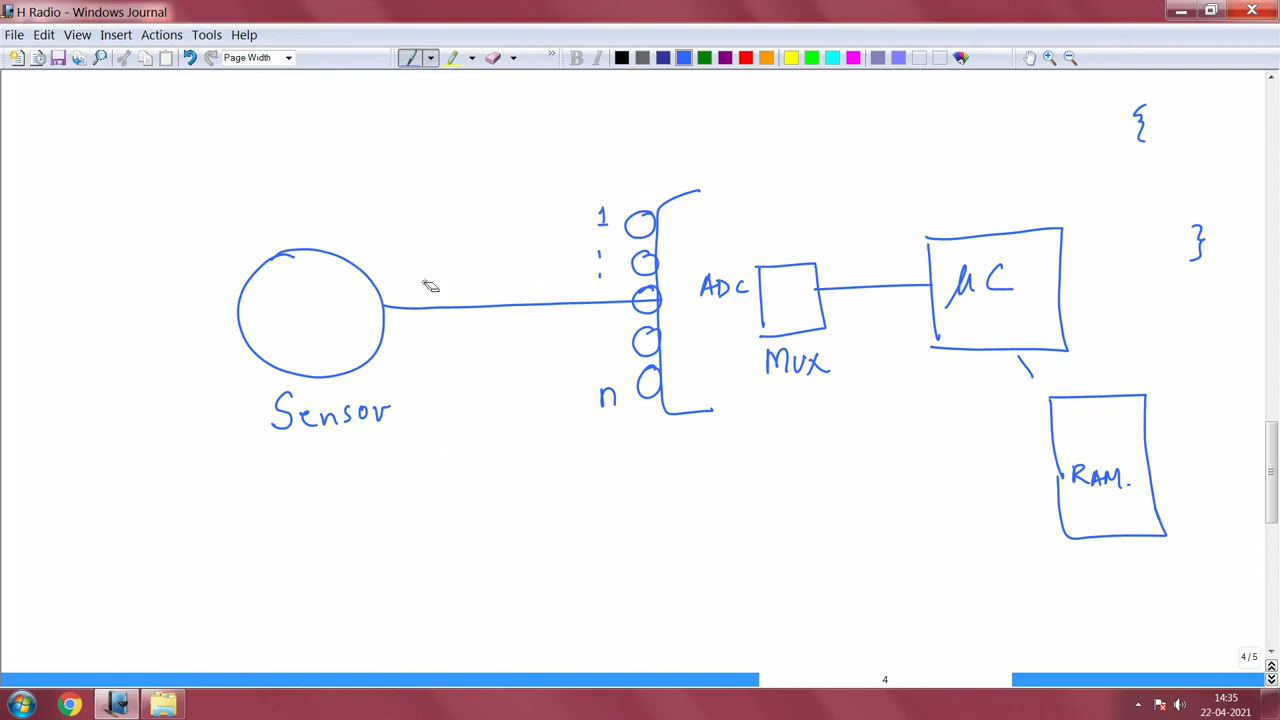 H Radio - Windows Journal
File Edit View Insert Actions Tools Help
Page Width
B I
{
1
ADC
μC
}
MUX
n
Sensor
RAM.
4/5
4
14:35
22-04-2021